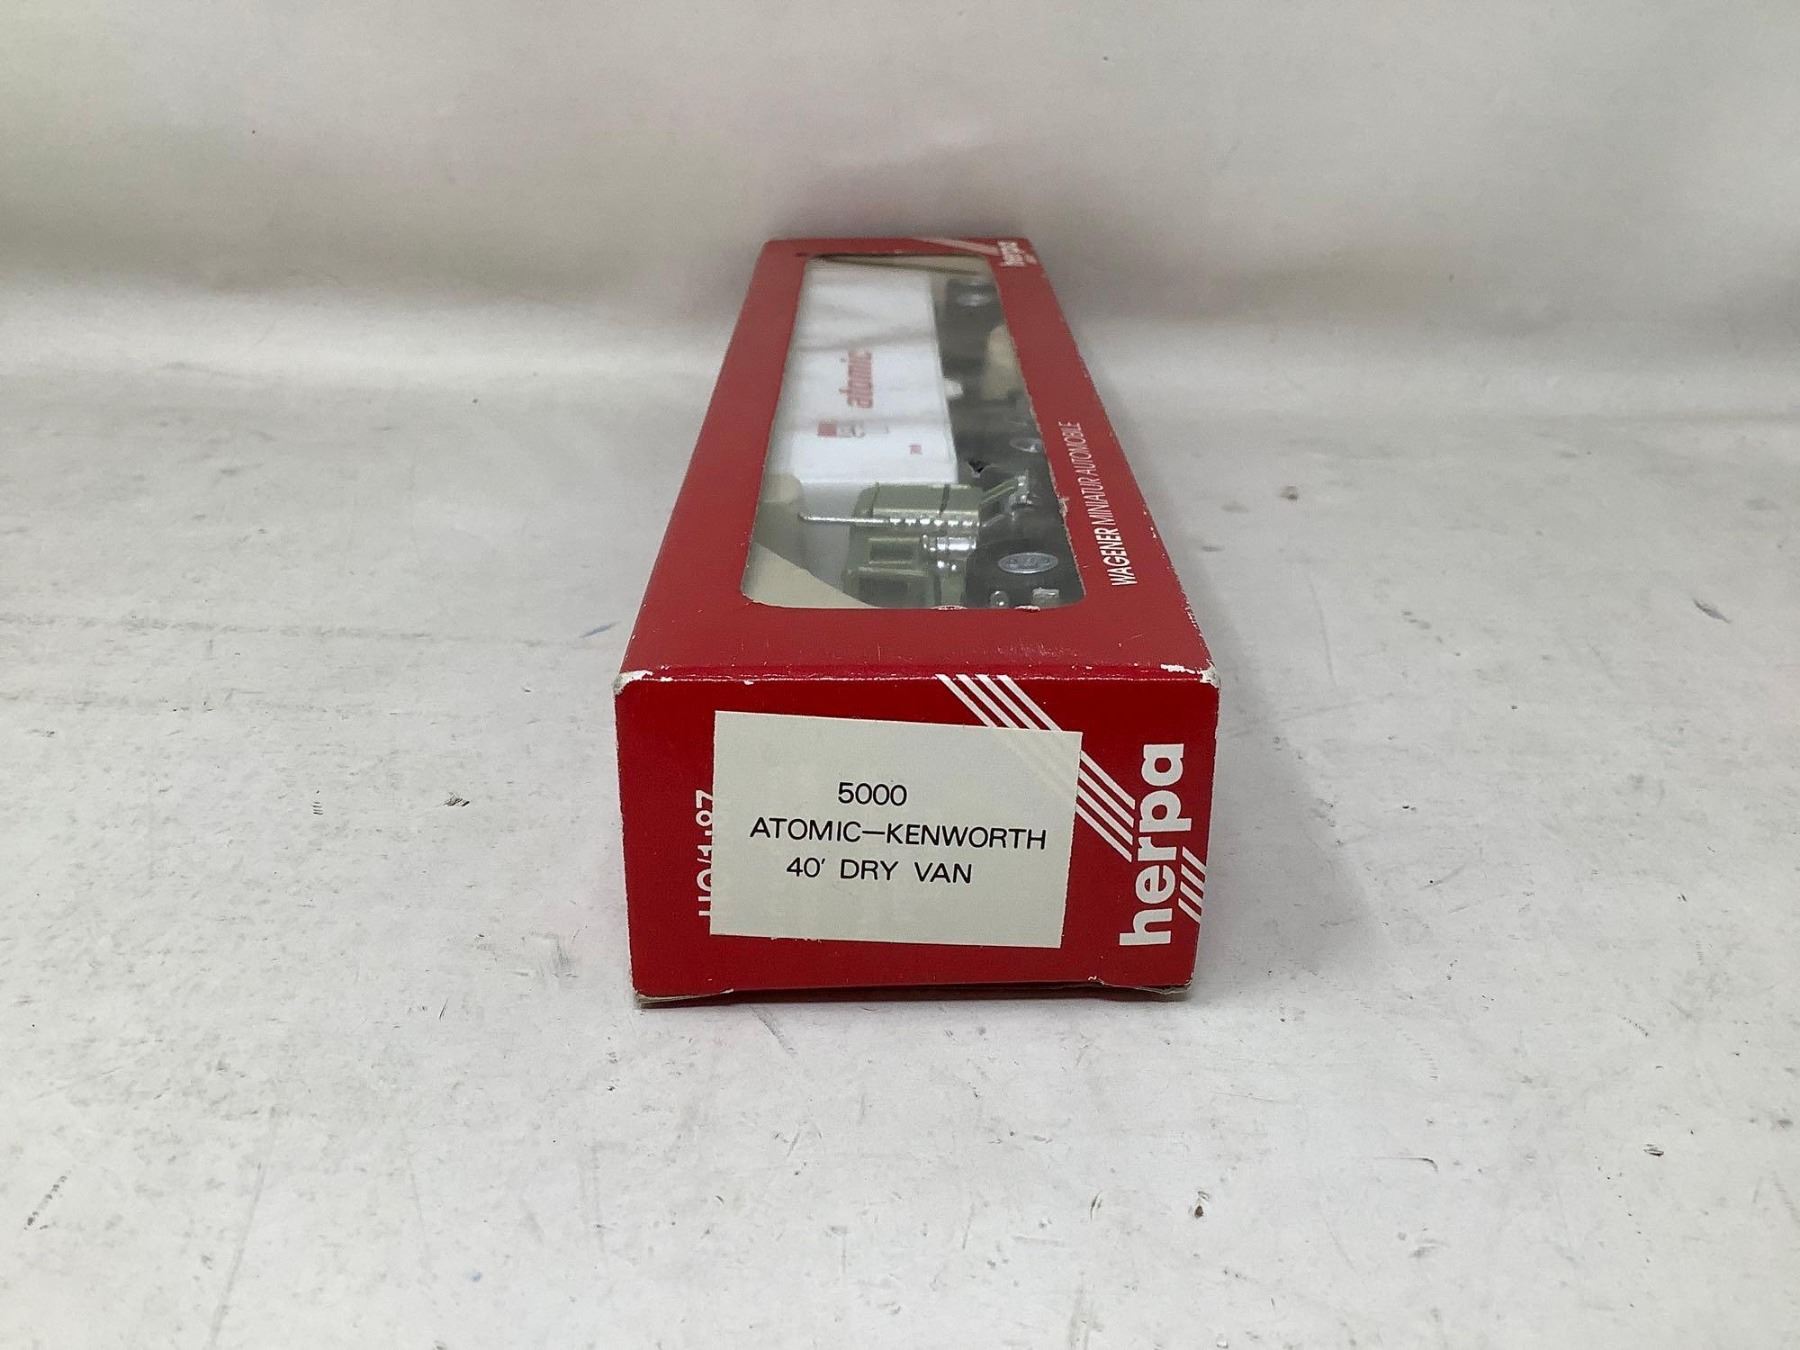 herpa
atomic
WAGENER MINIATUR AUTOMOBILE
5000
ATOMIC—KENWORTH
40' DRY VAN
herpa